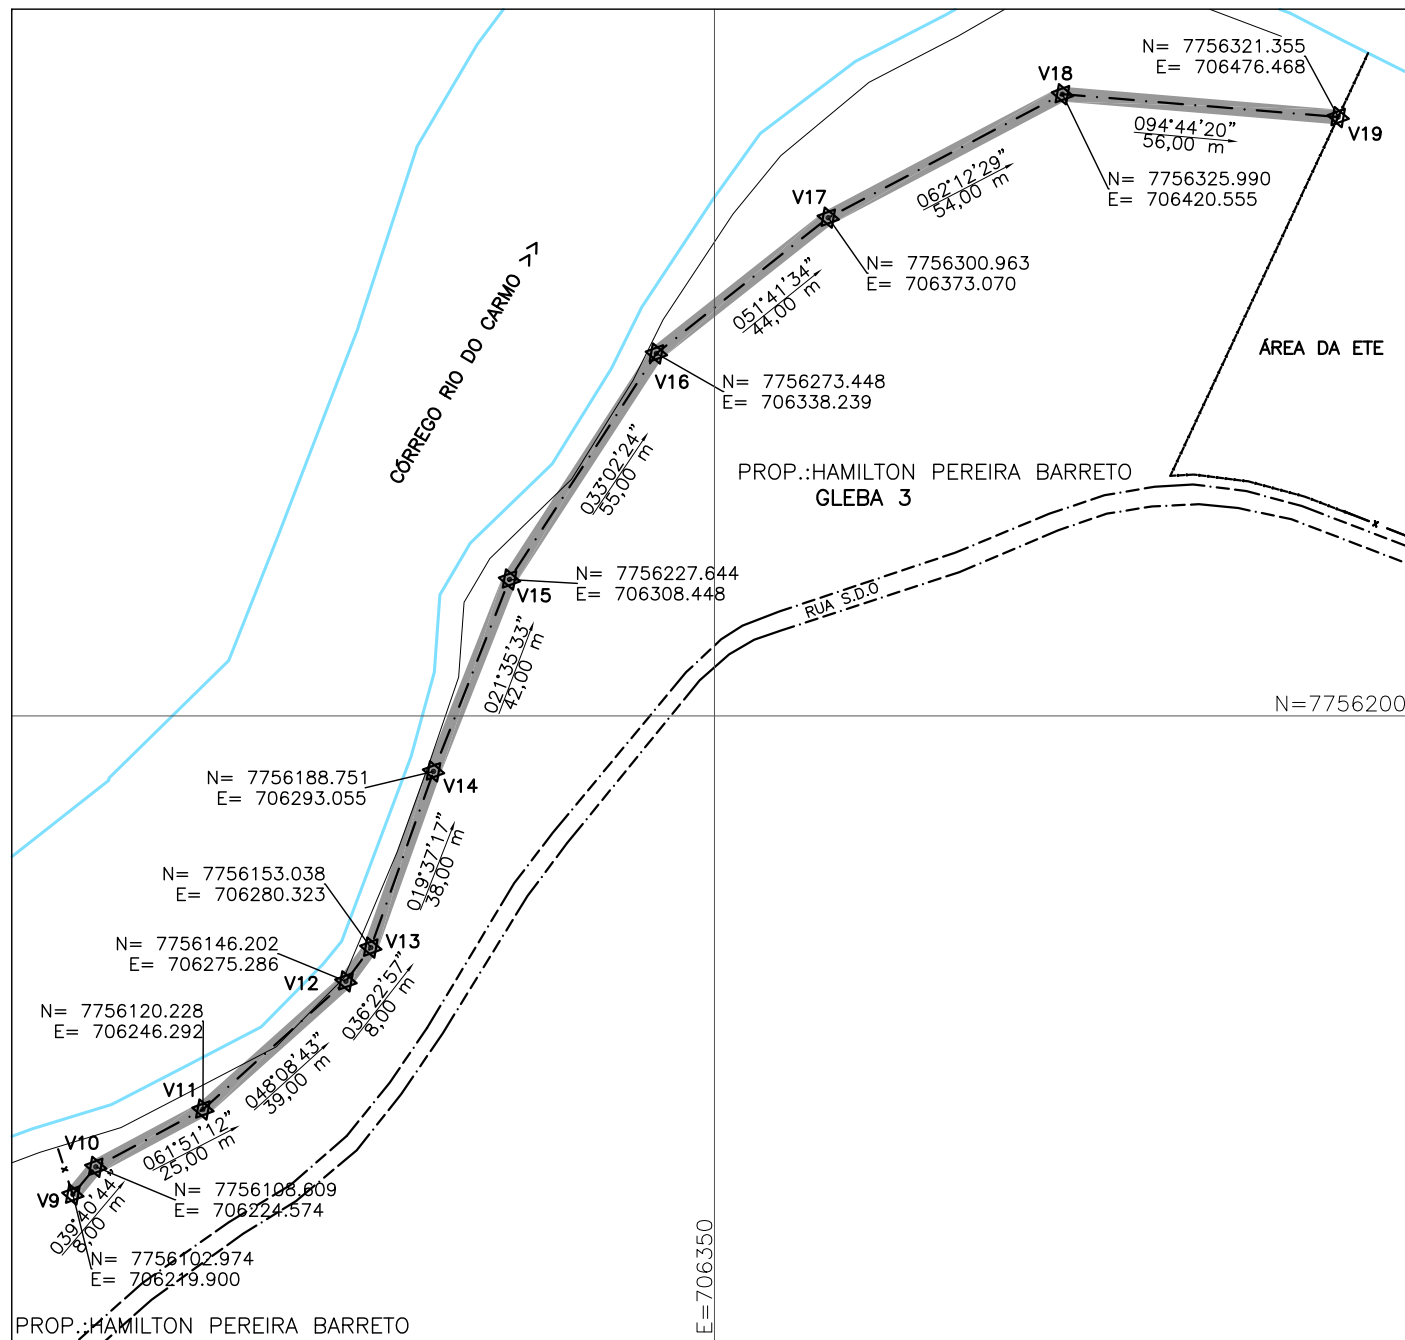 N= 7756321.355
E= 706476.468
V18
V19
094°44'20"
56,00 m
N= 7756325.990
E= 706420.555
062°12'29"
54,00 m
V17
N= 7756300.963
E= 706373.070
051°41'34"
44,00 m
CÓRREGO RIO DO CARMO >>
ÁREA DA ETE
V16
N= 7756273.448
E= 706338.239
033°02'24"
55,00 m
PROP.:HAMILTON PEREIRA BARRETO
GLEBA 3
N= 7756227.644
E= 706308.448
V15
RUA S.D.O
021°35'33"
42,00 m
N=7756200
N= 7756188.751
E= 706293.055
V14
019°37'17"
38,00 m
N= 7756153.038
E= 706280.323
V13
N= 7756146.202
E= 706275.286
V12
036°22'57"
8,00 m
N= 7756120.228
E= 706246.292
048°08'43"
39,00 m
V11
061°51'12"
25,00 m
V10
N= 7756108.609
E= 706224.574
V9
039°40'44"
8,00 m
N= 7756102.974
E= 706219.900
E=706350
PROP.:HAMILTON PEREIRA BARRETO